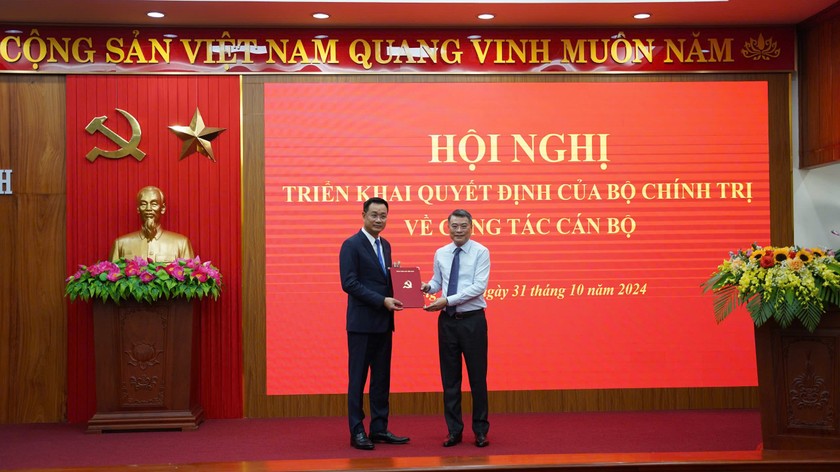 CỘNG SẢN VIỆT NAM QUANG VINH MUÔN NĂM
HỘI NGHỊ
TRIỂN KHAI QUYẾT ĐỊNH CỦA BỘ CHÍNH TRỊ
VỀ CÔNG TÁC CÁN BỘ
ngày 31 tháng 10 năm 2024
H